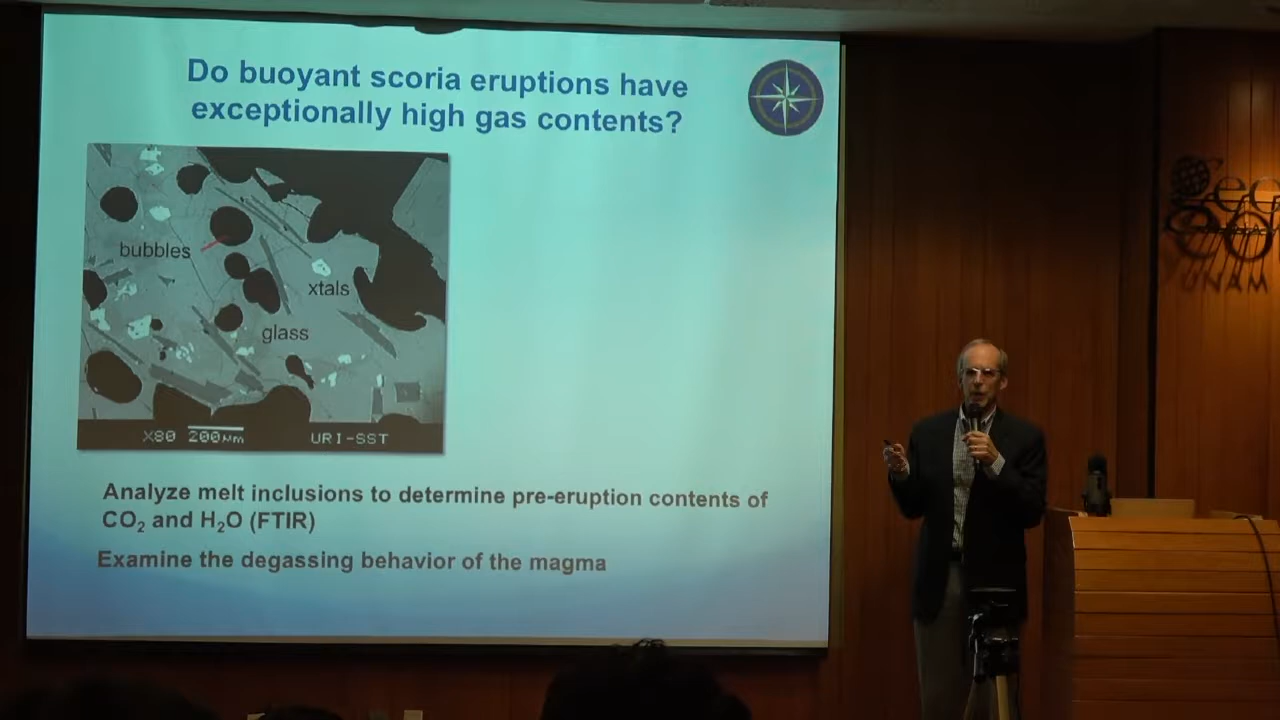 Do buoyant scoria eruptions have
exceptionally high gas contents?
bubbles
xtals
glass
X80 200µm URI-SST
Analyze melt inclusions to determine pre-eruption contents of
CO₂ and H₂O (FTIR)
Examine the degassing behavior of the magma
UNAM